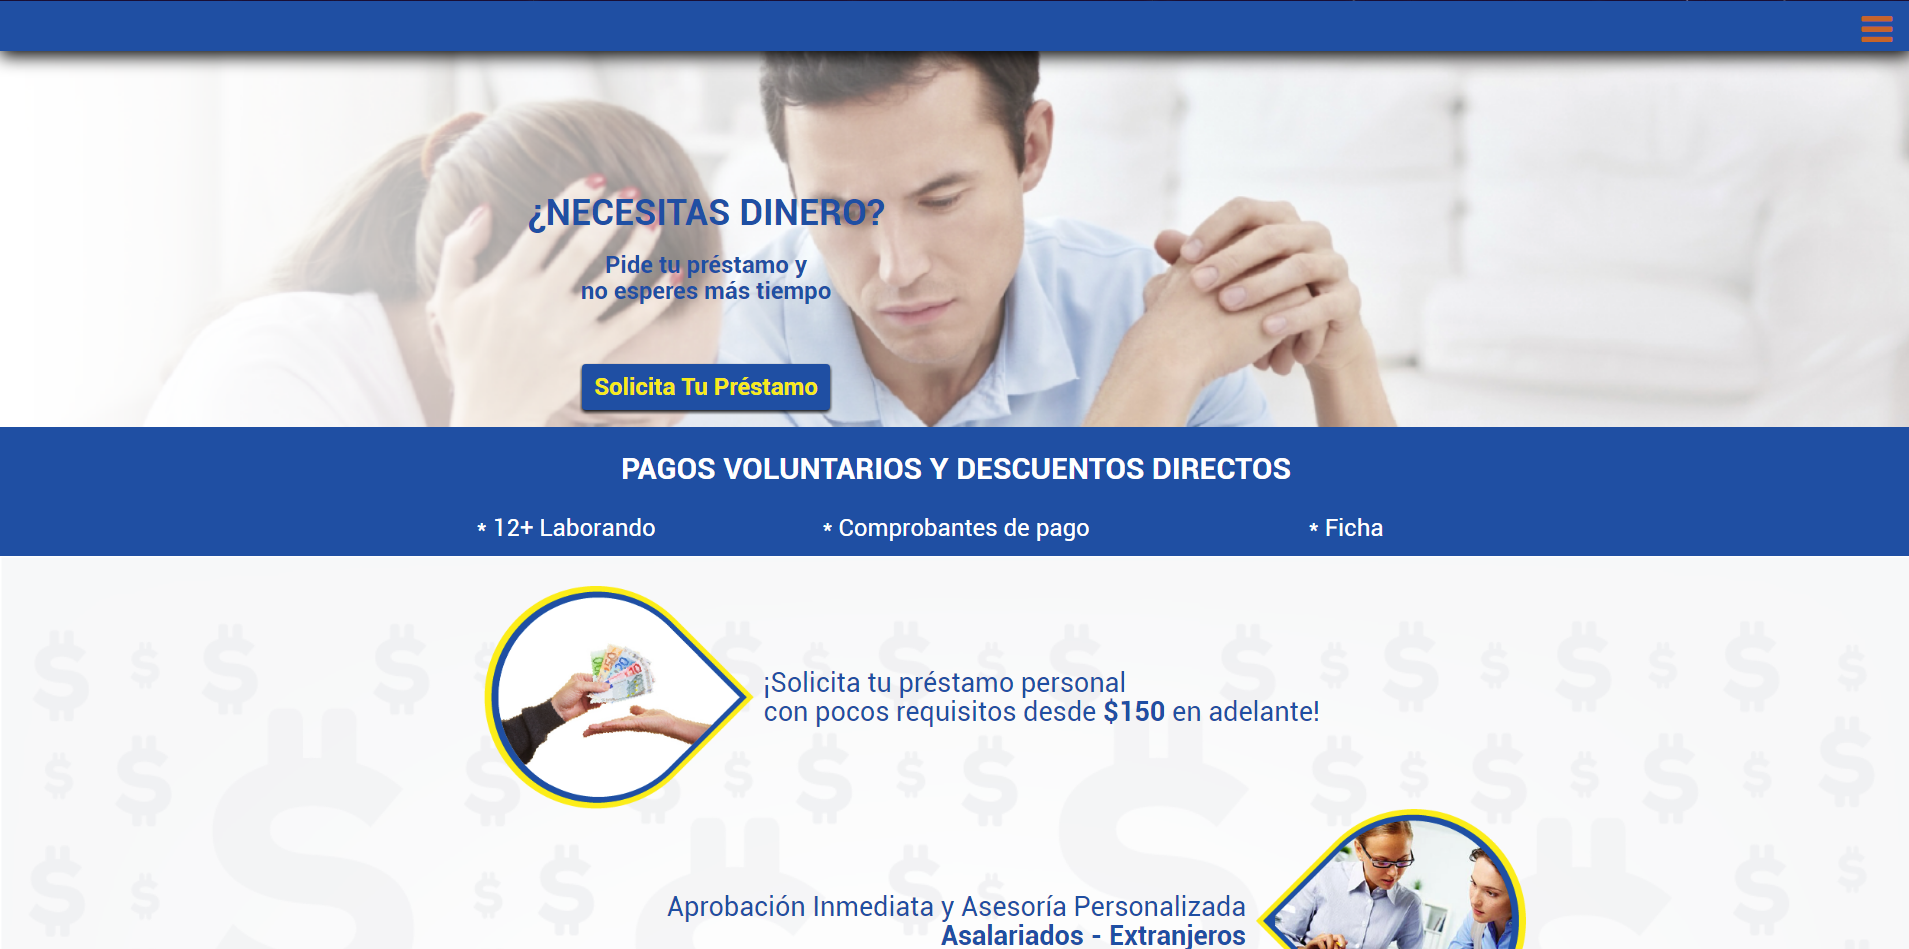 ¿NECESITAS DINERO?
Pide tu préstamo y
no esperes más tiempo
Solicita Tu Préstamo
PAGOS VOLUNTARIOS Y DESCUENTOS DIRECTOS
* 12+ Laborando
* Comprobantes de pago
* Ficha
¡Solicita tu préstamo personal
con pocos requisitos desde $150 en adelante!
Aprobación Inmediata y Asesoría Personalizada
Asalariados - Extranjeros